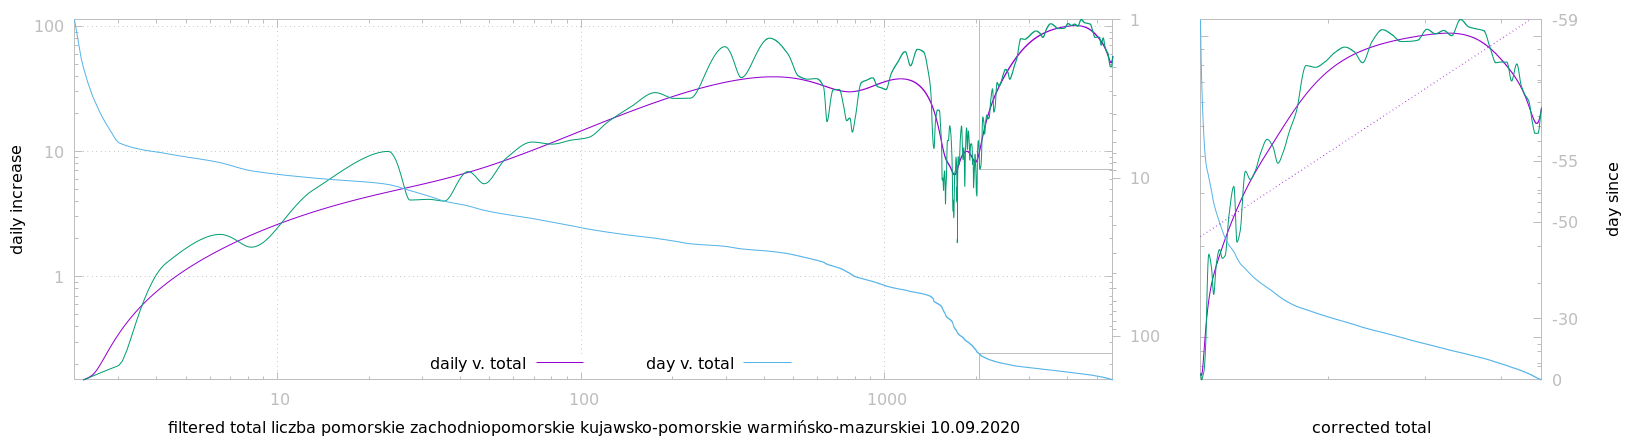 100
10
1
daily increase
daily v. total
day v. total
10
100
1000
1
10
100
filtered total liczba pomorskie zachodniopomorskie kujawsko-pomorskie warmińsko-mazurskiei 10.09.2020
-59
-55
-50
-30
0
day since
corrected total